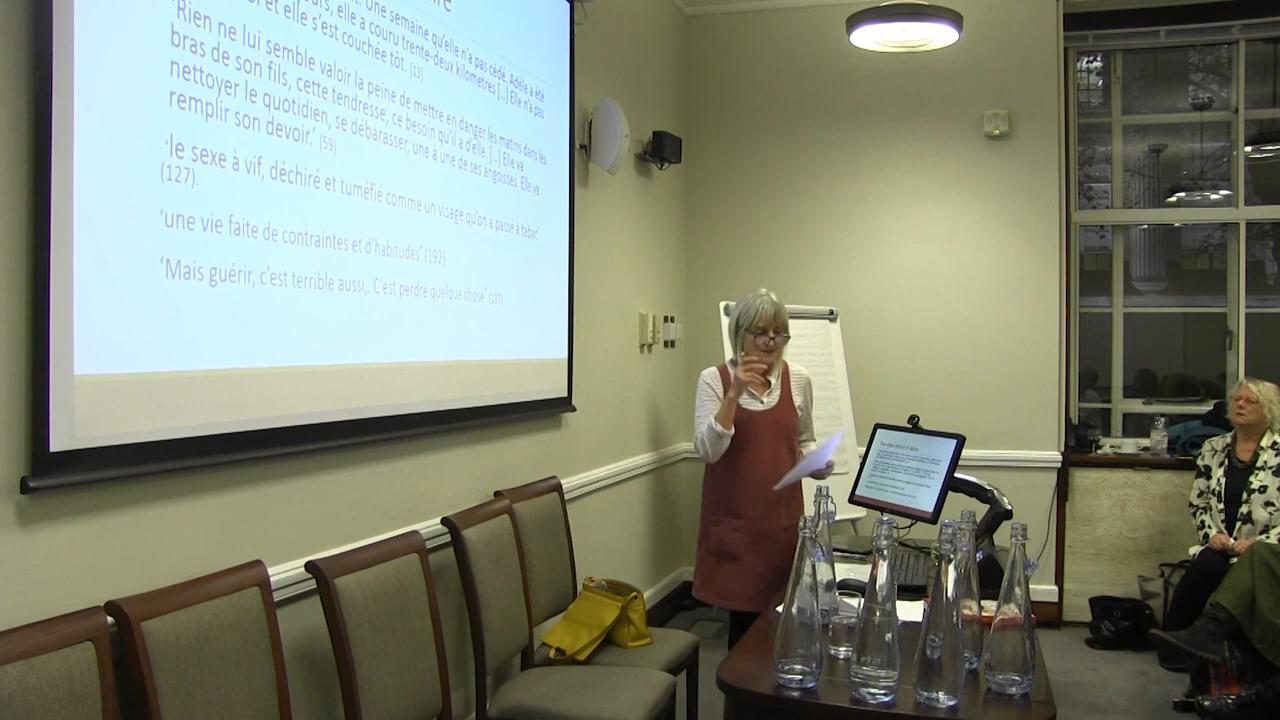 Une semaine qu'elle n'a pas cédé. Adèle a été
elle a couru trente-deux kilomètres [...] Elle n'a pas
et elle s'est couchée tôt. [13]
'Rien ne lui semble valoir la peine de mettre en danger les matins dans les
bras de son fils, cette tendresse, ce besoin qu'il a d'elle. [...] Elle va
nettoyer le quotidien, se débarasser, une à une de ses angoisses. Elle va
remplir son devoir.' (59).
'le sexe à vif, déchiré et tuméfié comme un visage qu'on a passé à tabac'
(127).
'une vie faite de contraintes et d'habitudes' (192)
'Mais guérir, c'est terrible aussi,. C'est perdre quelque chose'